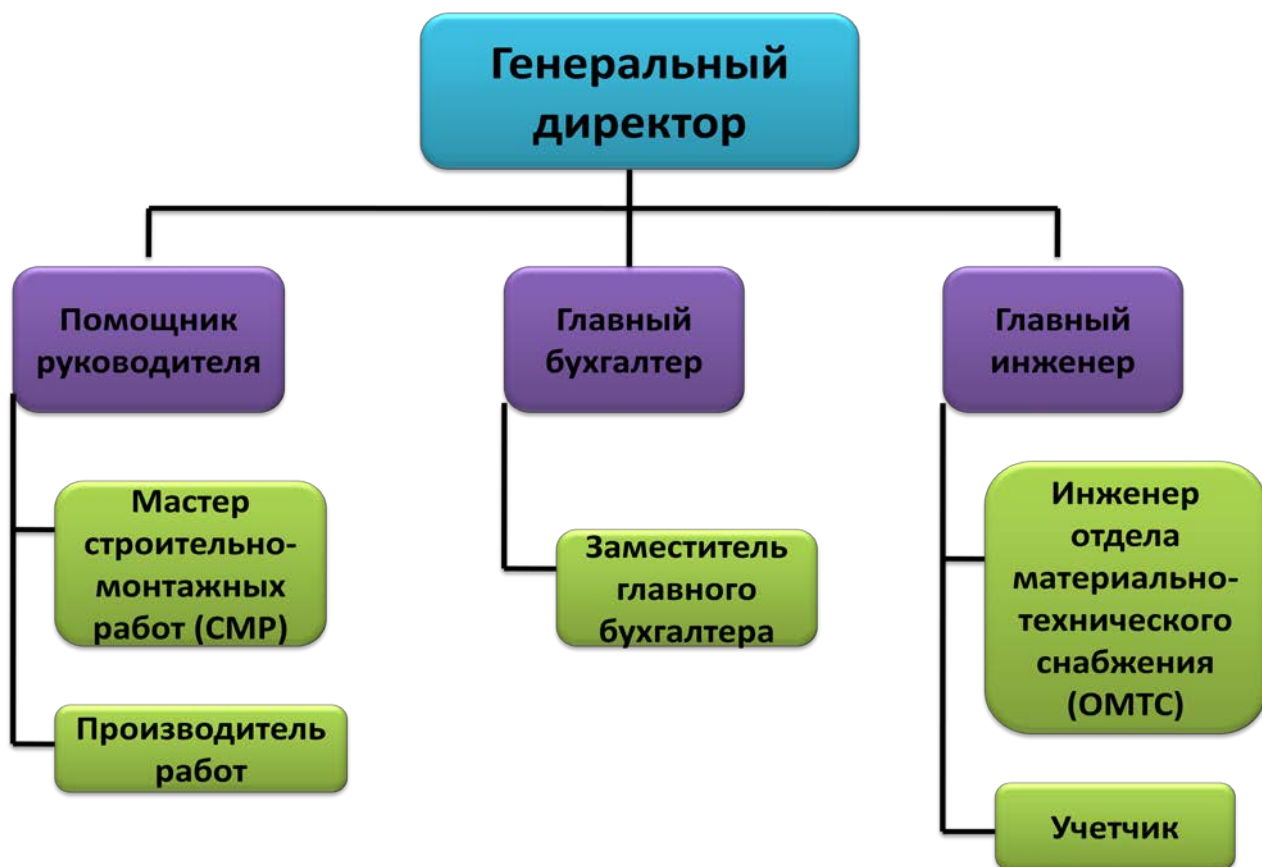 Генеральный
директор
Помощник
руководителя
Главный
бухгалтер
Главный
инженер
Мастер
строительно-
монтажных
работ (СМР)
Заместитель
главного
бухгалтера
Инженер
отдела
материально-
технического
снабжения
(ОМТС)
Производитель
работ
Учетчик